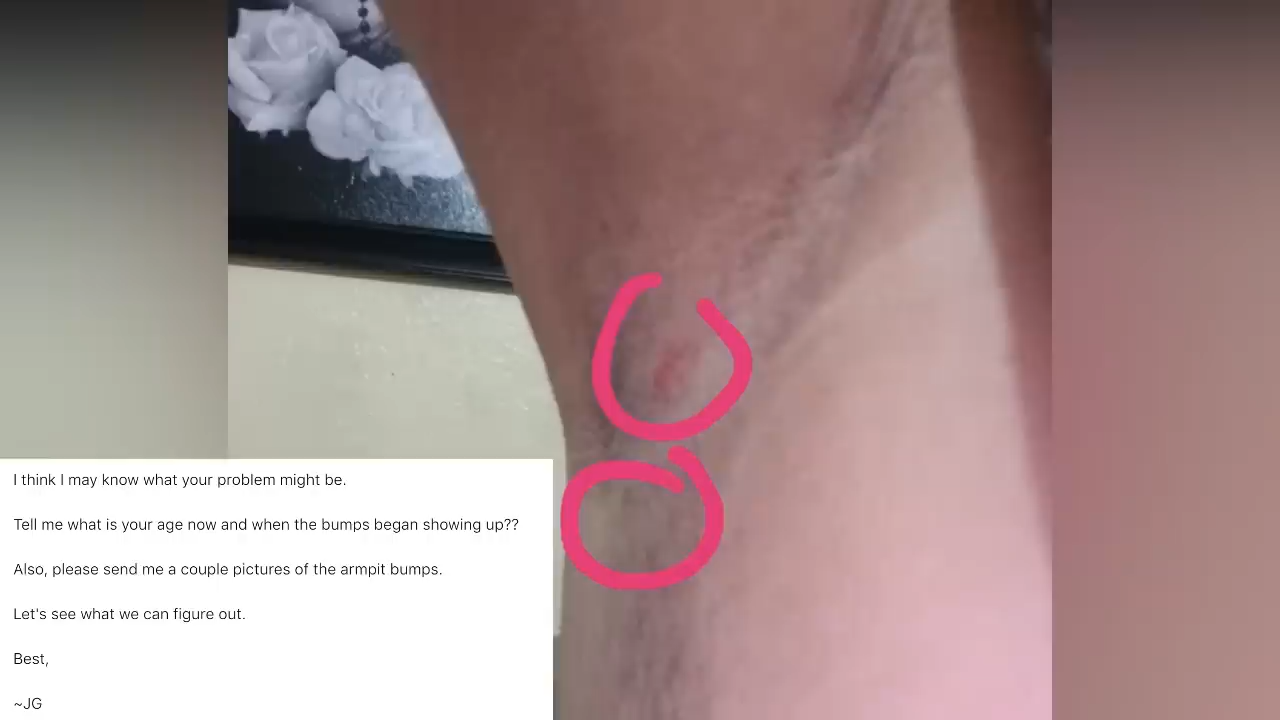 I think I may know what your problem might be.
Tell me what is your age now and when the bumps began showing up??
Also, please send me a couple pictures of the armpit bumps.
Let's see what we can figure out.
Best,
~JG